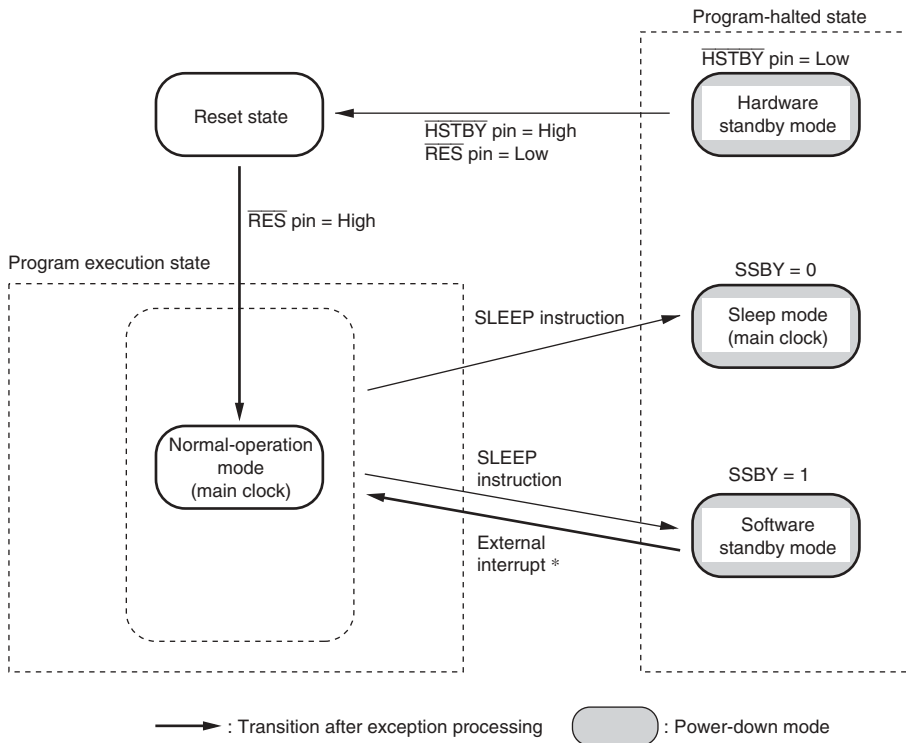 Program-halted state
HSTBY pin = Low
Hardware
standby mode
Reset state
HSTBY pin = High
RES pin = Low
RES pin = High
Program execution state
SSBY = 0
Sleep mode
(main clock)
SLEEP instruction
Normal-operation
mode
(main clock)
SLEEP
instruction
SSBY = 1
Software
standby mode
External
interrupt *
: Transition after exception processing
: Power-down mode